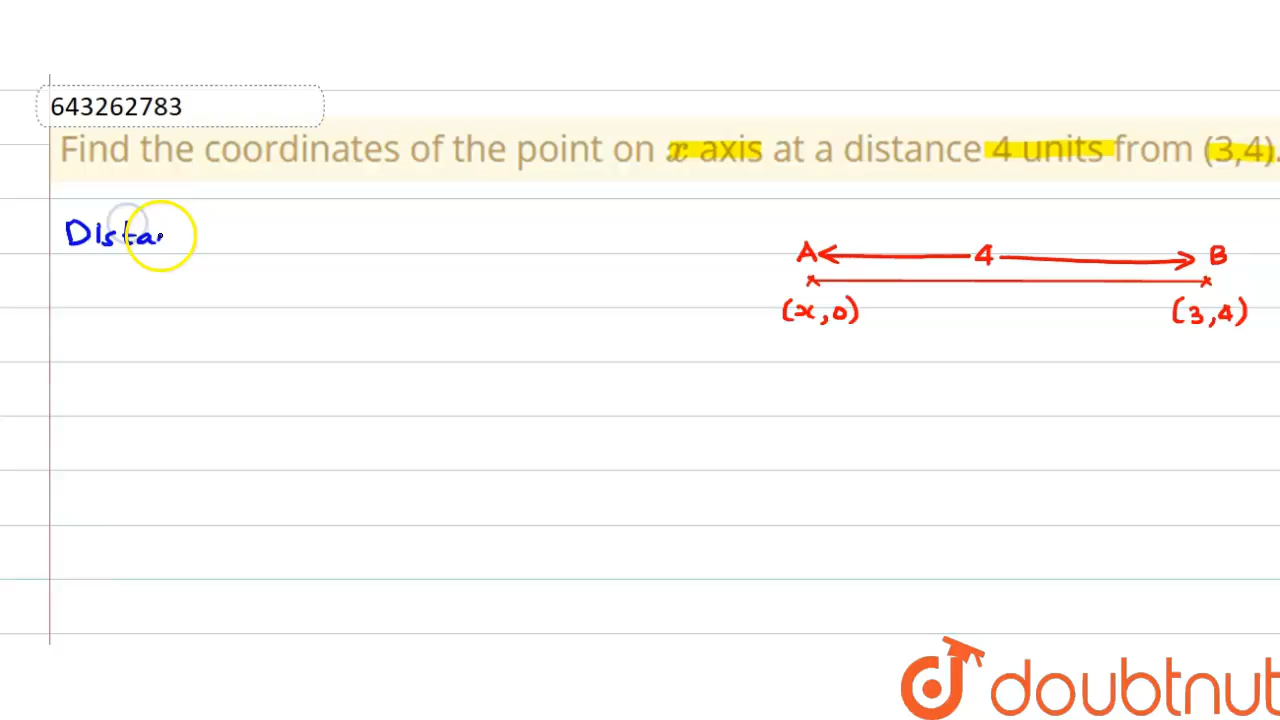 643262783
Find the coordinates of the point on x axis at a distance 4 units from (3,4).
Dista
A 4 B
(x,0) (3,4)
doubtnut